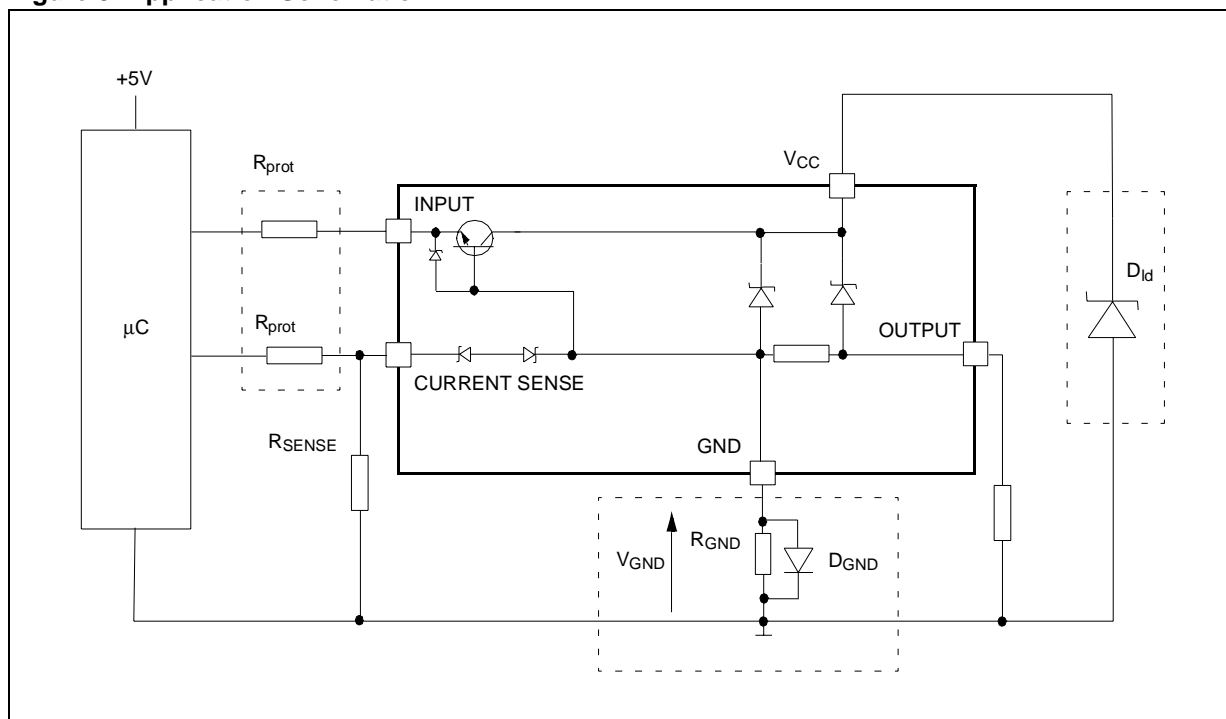 +5V
Rprot
VCC
INPUT
Dld
Rprot
OUTPUT
μC
CURRENT SENSE
RSENSE
GND
RGND
VGND
DGND